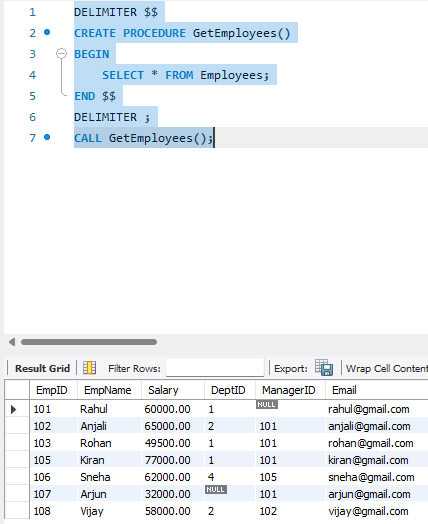 1 DELIMITER $$
2 CREATE PROCEDURE GetEmployees()
3 BEGIN
4 SELECT * FROM Employees;
5 END $$
6 DELIMITER ;
7 CALL GetEmployees();
Result Grid Filter Rows: Export: Wrap Cell Content
EmpID EmpName Salary DeptID ManagerID Email
101 Rahul 60000.00 1 NULL rahul@gmail.com
102 Anjali 65000.00 2 101 anjali@gmail.com
103 Rohan 49500.00 1 101 rohan@gmail.com
105 Kiran 77000.00 1 101 kiran@gmail.com
106 Sneha 62000.00 4 105 sneha@gmail.com
107 Arjun 32000.00 NULL 101 arjun@gmail.com
108 Vijay 58000.00 2 102 vijay@gmail.com